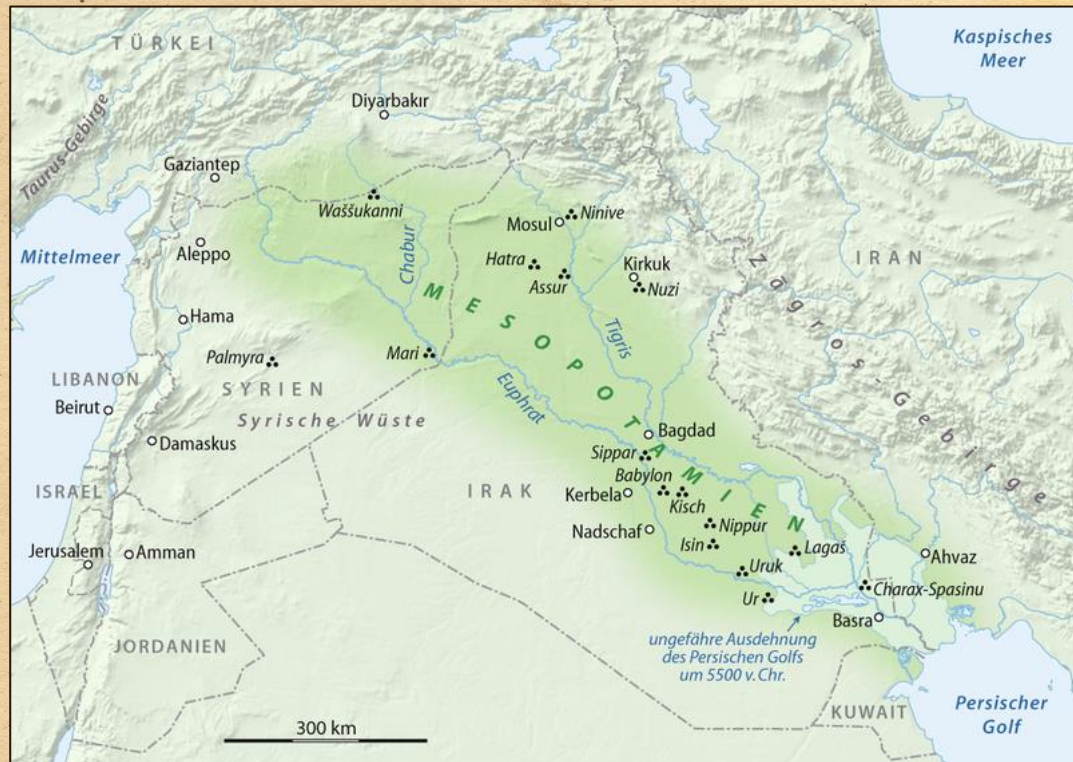 TÜRKEI
Kaspisches
Meer
Diyarbakır
Taurus-Gebirge
Gaziantep
Waššukanni
Mosul
Ninive
Mittelmeer
Aleppo
Chabur
Hatra
Assur
Kirkuk
Nuzi
IRAN
Zagros-Gebirge
MESOPOTAMIEN
Tigris
Hama
Palmyra
Mari
SYRIEN
LIBANON
Beirut
Syrische Wüste
Euphrat
Damaskus
Bagdad
Sippar
Babylon
ISRAEL
IRAK
Kerbela
Kisch
Nippur
Nadschaf
Isin
Lagaš
Jerusalem
Amman
Ahvaz
Uruk
Ur
Charax-Spasinu
Basra
JORDANIEN
ungefähre Ausdehnung
des Persischen Golfs
um 5500 v. Chr.
KUWAIT
Persischer
Golf
300 km